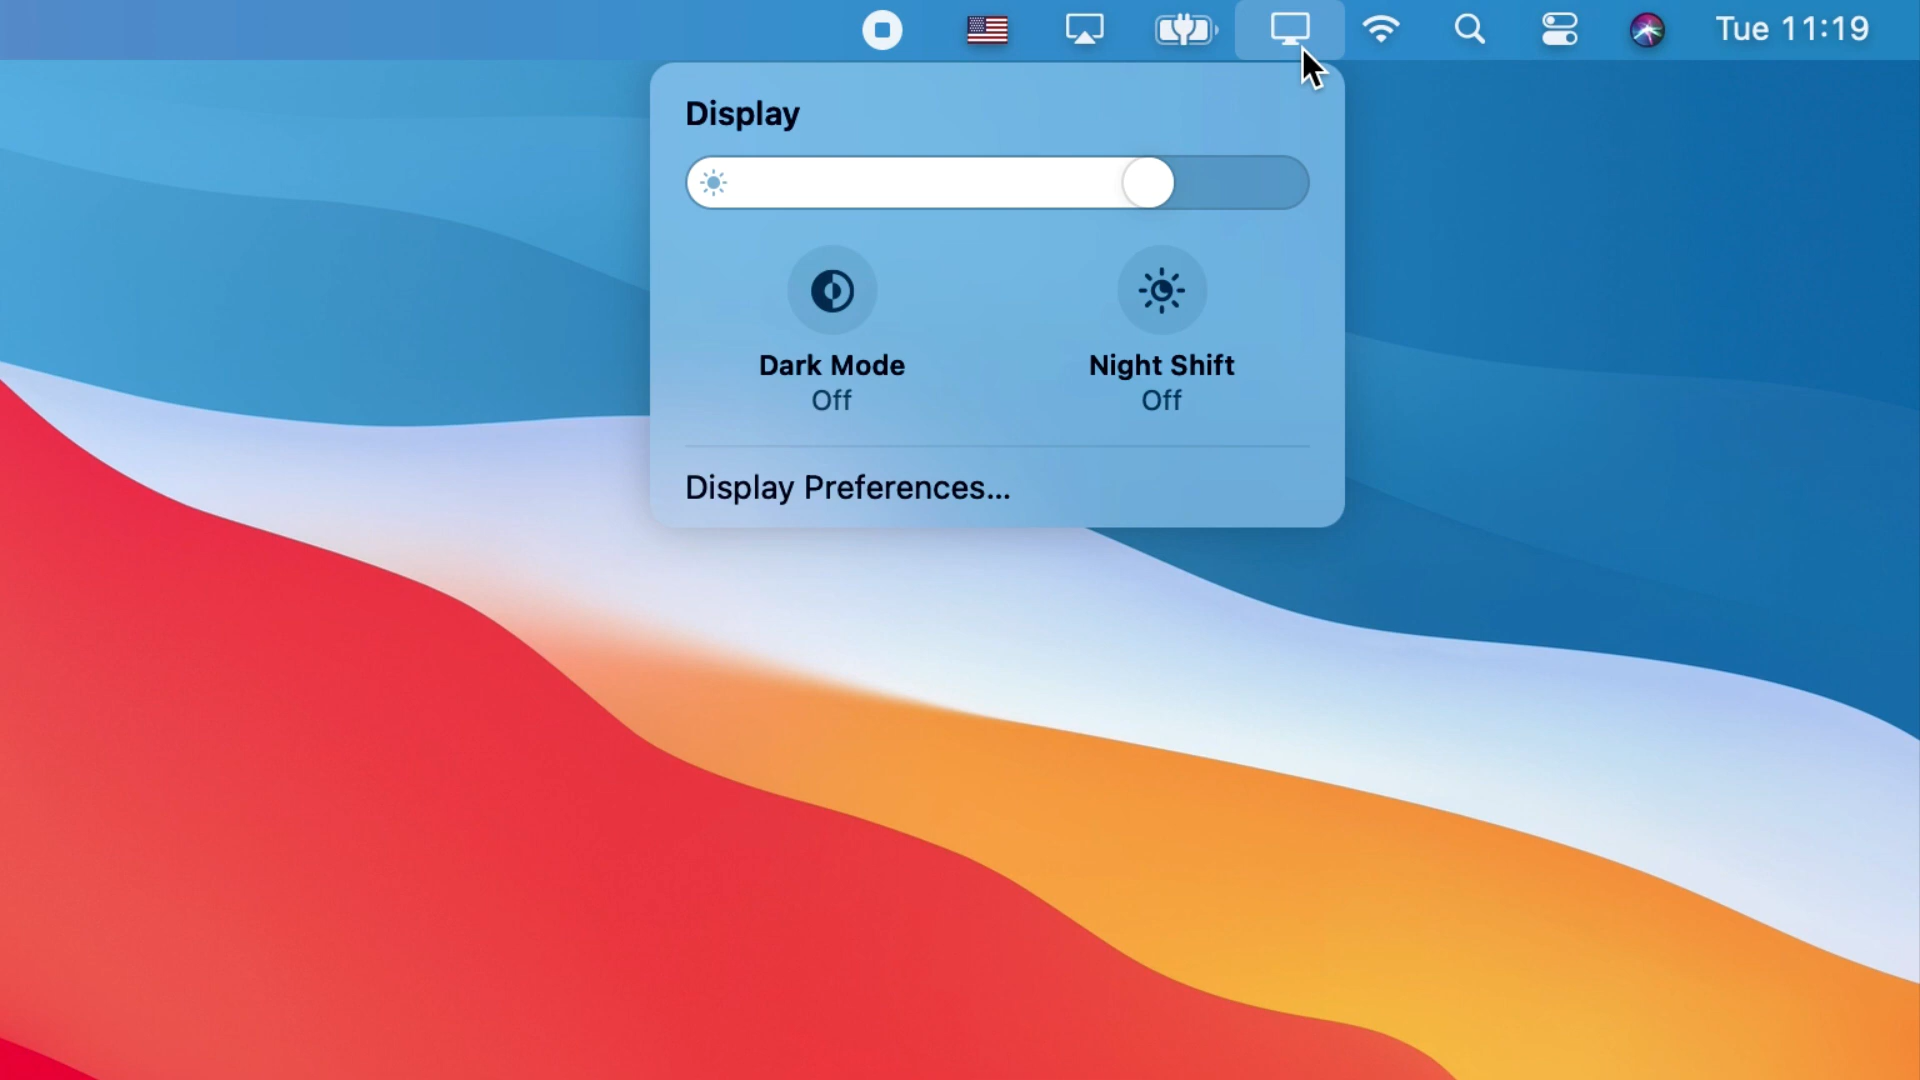 Tue 11:19
Display
Dark Mode
Off
Night Shift
Off
Display Preferences...